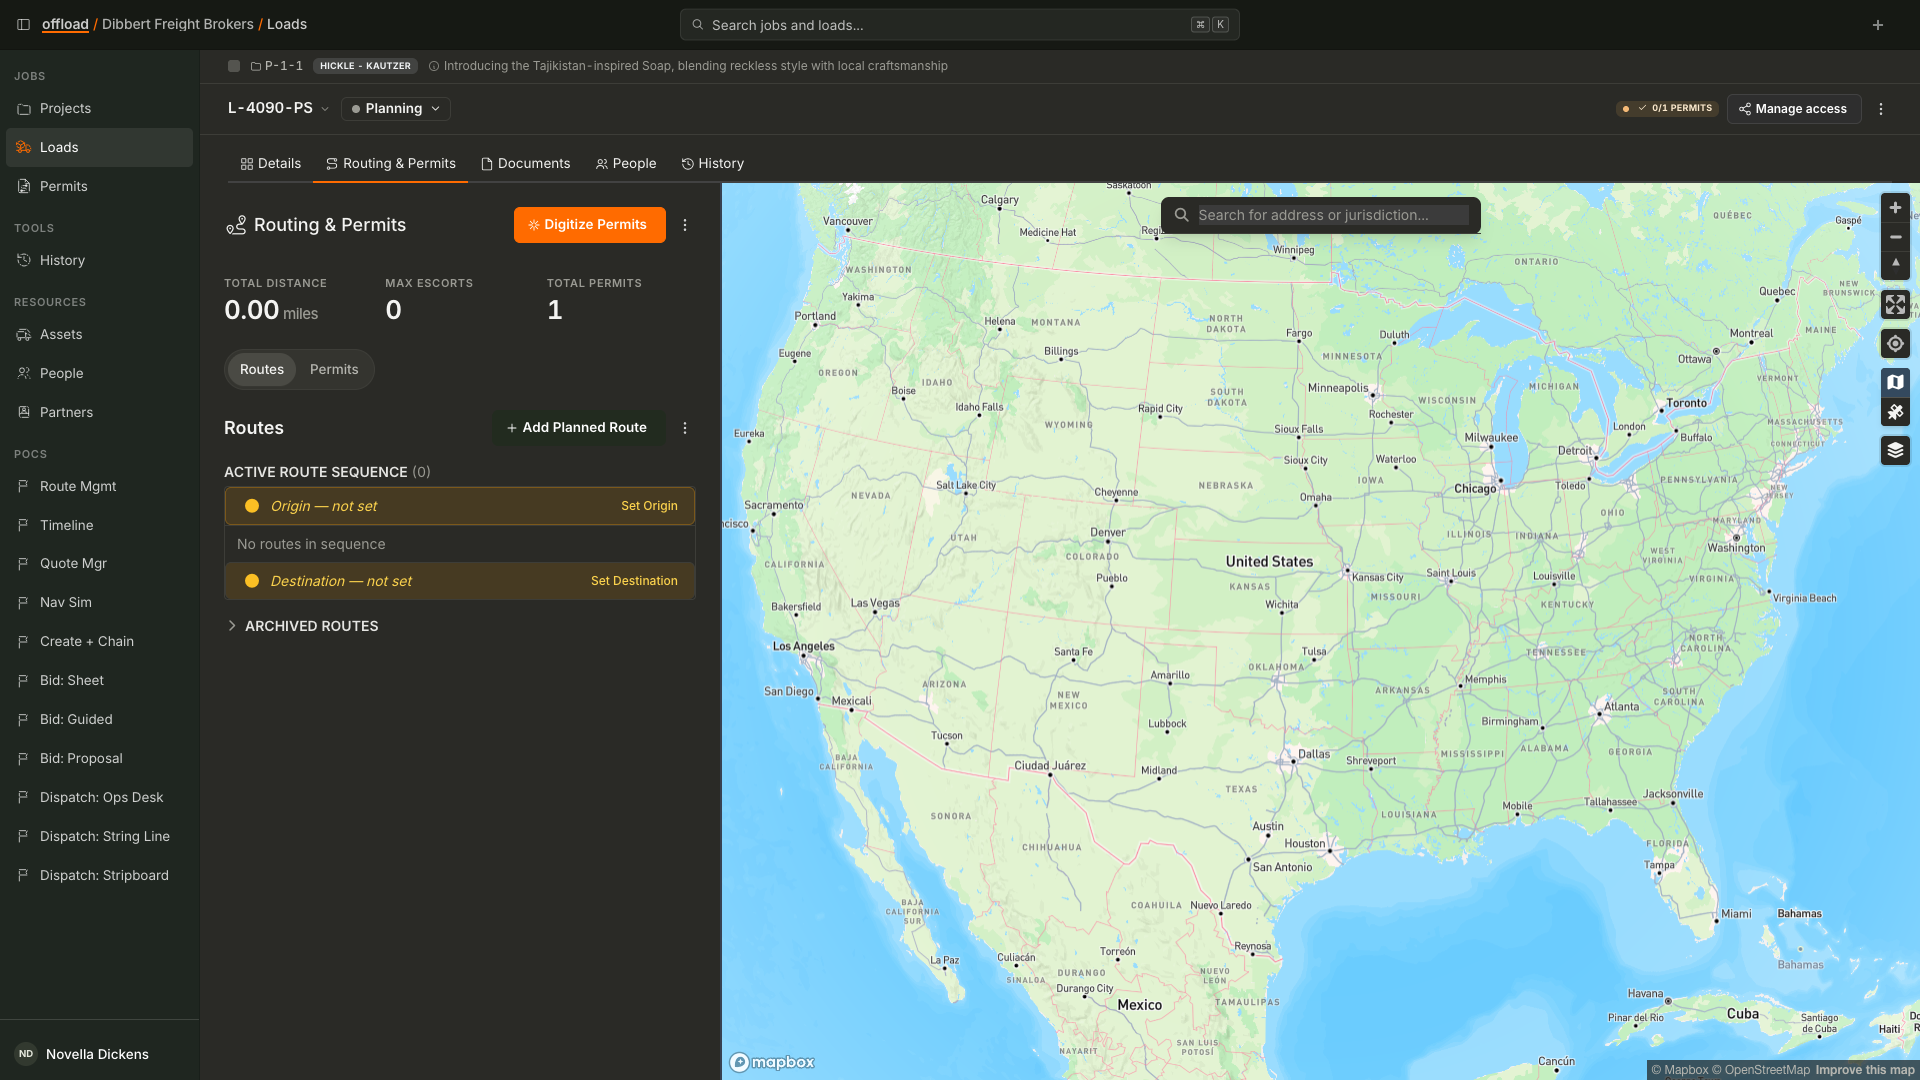 offload / Dibbert Freight Brokers / Loads
Search jobs and loads...
⌘ K
JOBS
Projects
Loads
Permits
TOOLS
History
RESOURCES
Assets
People
Partners
POCS
Route Mgmt
Timeline
Quote Mgr
Nav Sim
Create + Chain
Bid: Sheet
Bid: Guided
Bid: Proposal
Dispatch: Ops Desk
Dispatch: String Line
Dispatch: Stripboard
ND Novella Dickens
P-1-1 HICKLE - KAUTZER Introducing the Tajikistan-inspired Soap, blending reckless style with local craftsmanship
L-4090-PS Planning
0/1 PERMITS Manage access
Details Routing & Permits Documents People History
Routing & Permits Digitize Permits
TOTAL DISTANCE MAX ESCORTS TOTAL PERMITS
0.00 miles 0 1
Routes Permits
Routes + Add Planned Route
ACTIVE ROUTE SEQUENCE (0)
Origin — not set Set Origin
No routes in sequence
Destination — not set Set Destination
ARCHIVED ROUTES
Search for address or jurisdiction...
Saskatoon
Calgary
Vancouver
Medicine Hat
Winnipeg
QUÉBEC
Gaspé
ONTARIO
WASHINGTON
NEW
BRUNSWICK
Yakima
Quebec
Portland
Helena
MONTANA
NORTH
DAKOTA
Fargo
Duluth
Montreal
MAINE
Eugene
Billings
MINNESOTA
Ottawa
OREGON
IDAHO
Boise
SOUTH
DAKOTA
Minneapolis
MICHIGAN
VERMONT
Idaho Falls
Rapid City
WISCONSIN
Toronto
WYOMING
Rochester
MASSACHUSETTS
Eureka
Sioux Falls
Milwaukee
London
Buffalo
CONNECTICUT
Sioux City
Waterloo
Detroit
Salt Lake City
Cheyenne
NEBRASKA
IOWA
Chicago
Toledo
PENNSYLVANIA
NEVADA
Omaha
NEW
JERSEY
Sacramento
cisco
OHIO
MARYLAND
UTAH
Denver
ILLINOIS
INDIANA
Washington
COLORADO
United States
WEST
VIRGINIA
CALIFORNIA
Pueblo
KANSAS
Kansas City
Saint Louis
Louisville
VIRGINIA
MISSOURI
Bakersfield
Las Vegas
Wichita
KENTUCKY
Virginia Beach
Los Angeles
Santa Fe
Tulsa
TENNESSEE
NORTH
CAROLINA
OKLAHOMA
Amarillo
San Diego
ARIZONA
Memphis
Mexicali
NEW
MEXICO
ARKANSAS
SOUTH
CAROLINA
Atlanta
Lubbock
Birmingham
Tucson
MISSISSIPPI
ALABAMA
GEORGIA
Dallas
BAJA
CALIFORNIA
Ciudad Juárez
Midland
Shreveport
TEXAS
Jacksonville
SONORA
Mobile
Tallahassee
LOUISIANA
Austin
CHIHUAHUA
Houston
FLORIDA
San Antonio
Tampa
BAJA
CALIFORNIA
SUR
COAHUILA
Nuevo Laredo
Miami
Bahamas
La Paz
Culiacán
Torreón
Reynosa
Bahamas
SINALOA
DURANGO
NUEVO
LEÓN
Durango City
Havana
Mexico
TAMAULIPAS
Pinar del Rio
Cuba
Santiago
de Cuba
Haiti
NAYARIT
SAN LUIS
POTOSÍ
Cancún
mapbox
© Mapbox © OpenStreetMap Improve this map